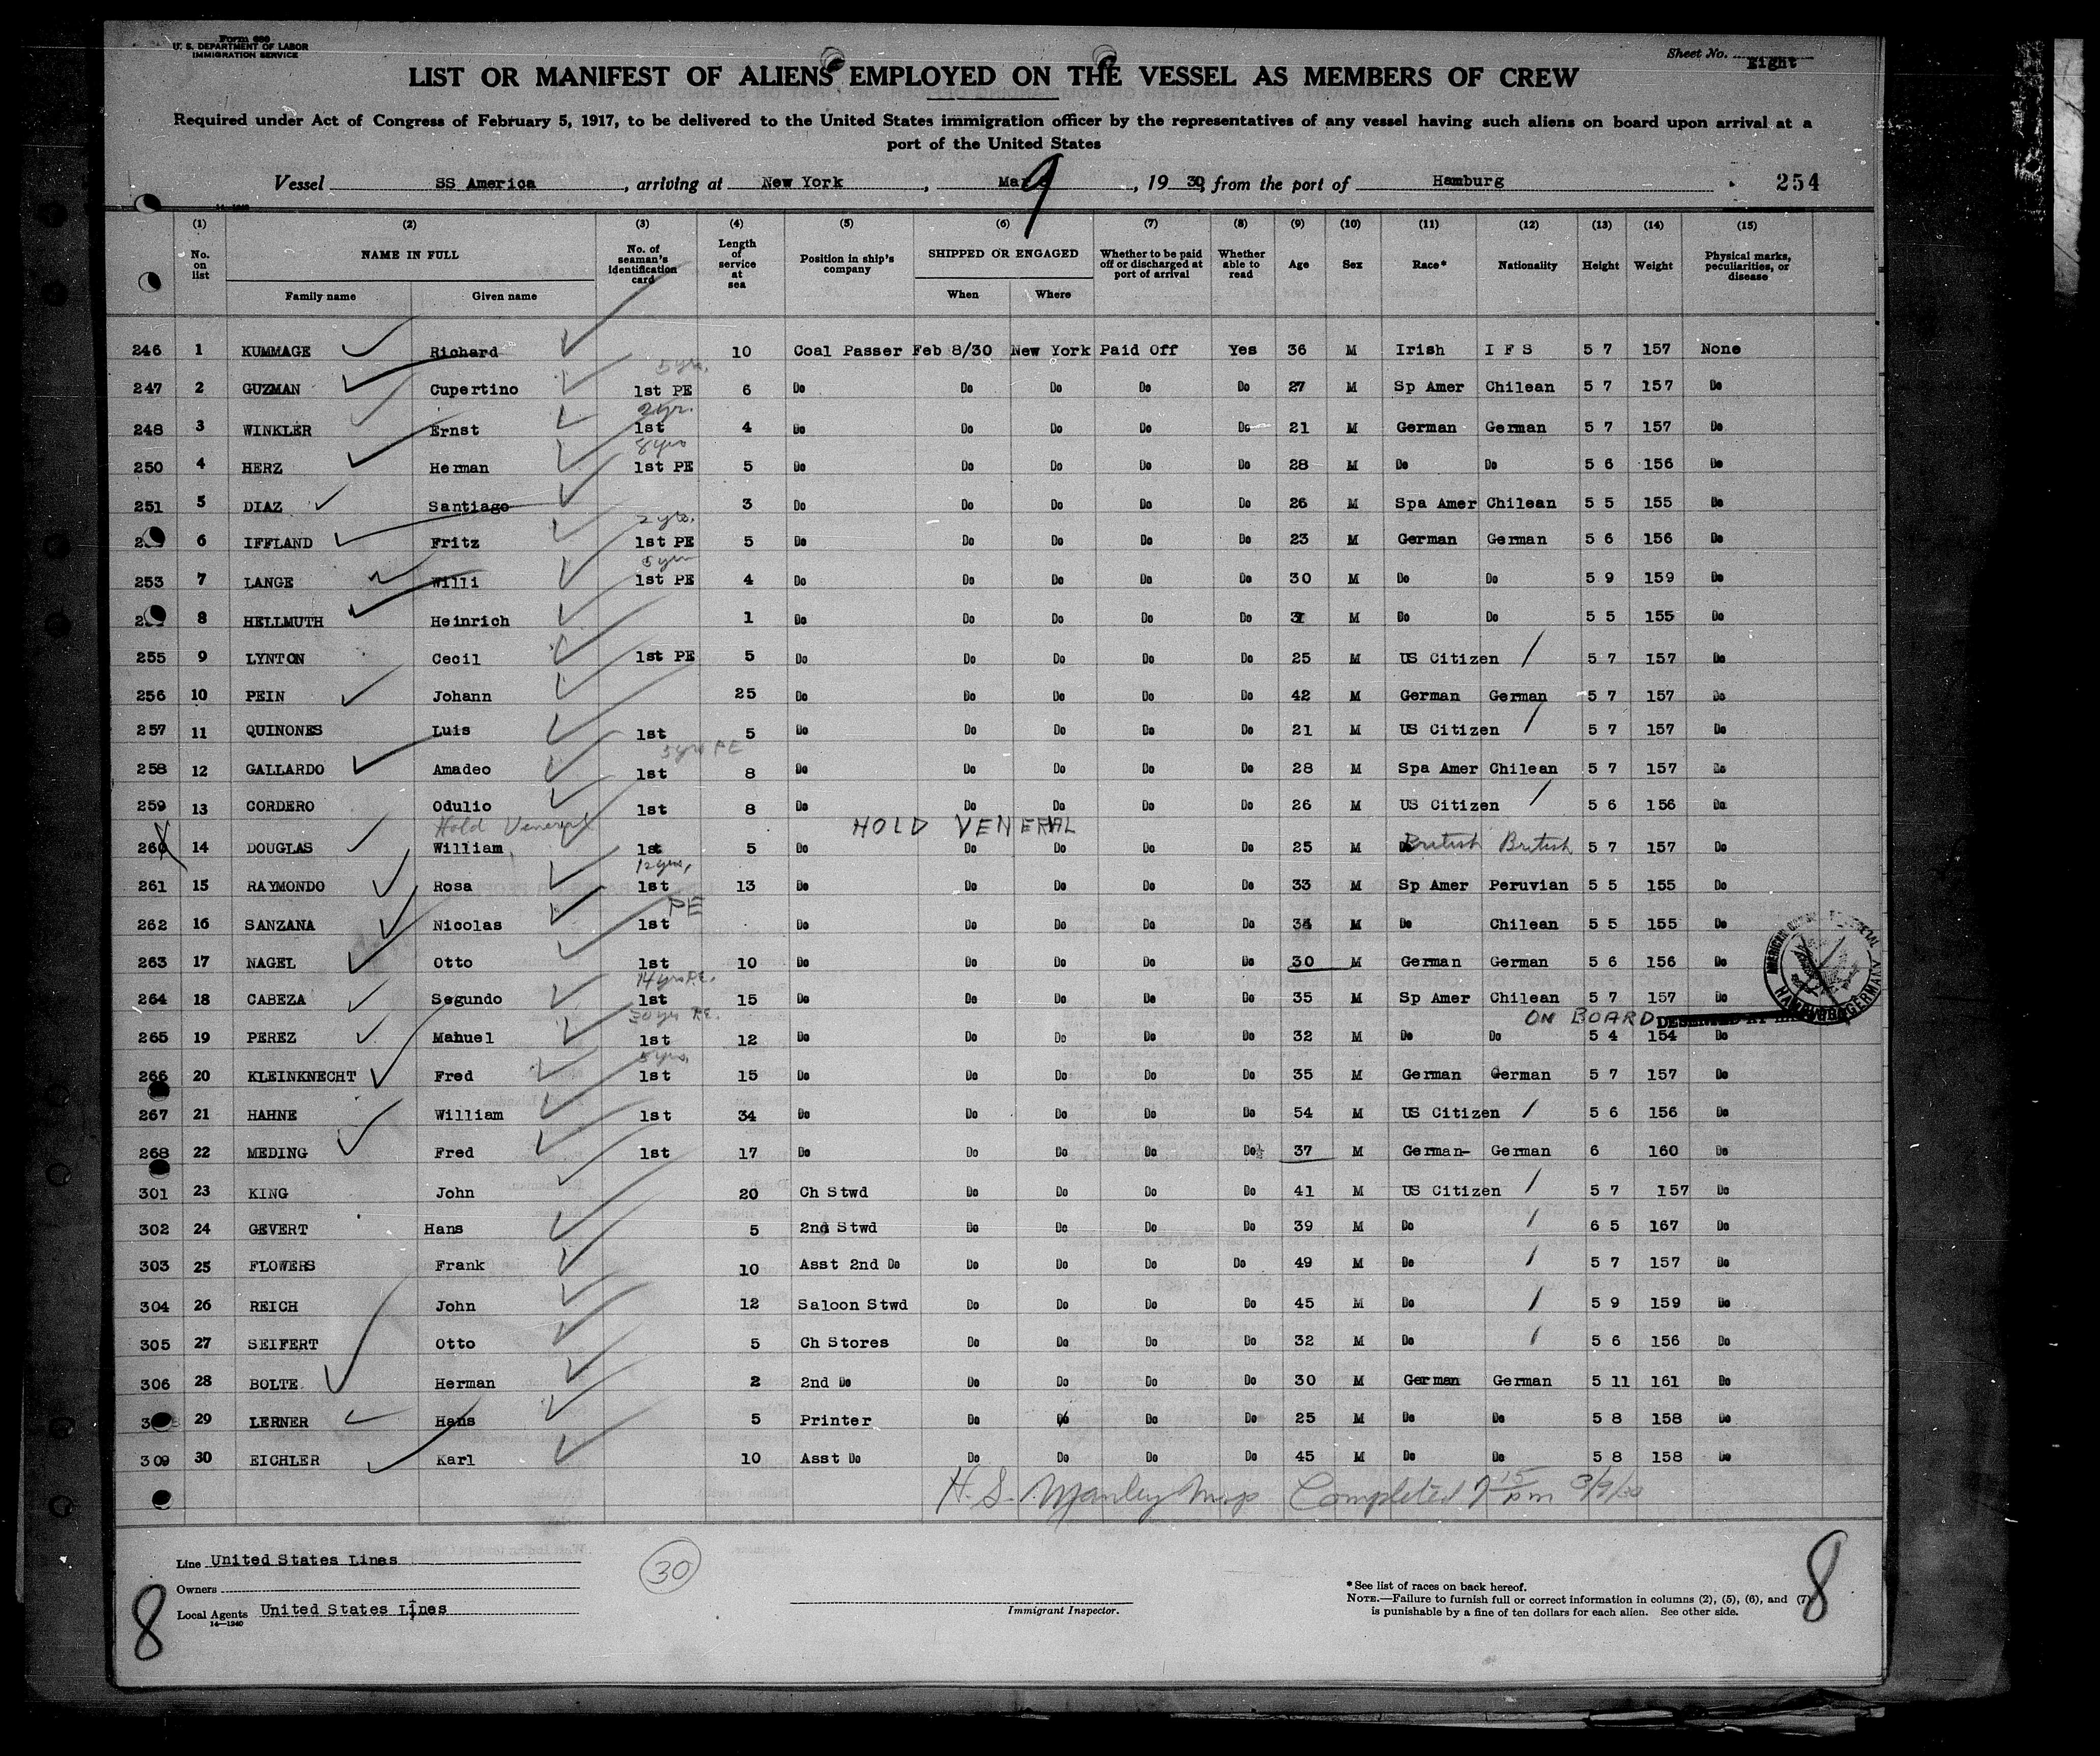 Form 680
U. S. DEPARTMENT OF LABOR
IMMIGRATION SERVICE
Sheet No. Eight
LIST OR MANIFEST OF ALIENS EMPLOYED ON THE VESSEL AS MEMBERS OF CREW
Required under Act of Congress of February 5, 1917, to be delivered to the United States immigration officer by the representatives of any vessel having such aliens on board upon arrival at a
port of the United States
Vessel SS America, arriving at New York, Mar 9, 1930, from the port of Hamburg 254
(1) (2) (3) (4) (5) (6) (7) (8) (9) (10) (11) (12) (13) (14) (15)
No. on list NAME IN FULL No. of seaman's identification card Length of service at sea Position in ship's company SHIPPED OR ENGAGED Whether to be paid off or discharged at port of arrival Whether able to read Age Sex Race* Nationality Height Weight Physical marks, peculiarities, or disease
Family name Given name When Where
246 1 KUMMAGE Richard 10 Coal Passer Feb 8/30 New York Paid Off Yes 36 M Irish I F S 5 7 157 None
5 yrs.
247 2 GUZMAN Cupertino 1st PE 6 Do Do Do Do Do 27 M Sp Amer Chilean 5 7 157 Do
2 yr.
248 3 WINKLER Ernst 1st 4 Do Do Do Do Do 21 M German German 5 7 157 Do
8 yrs
250 4 HERZ Herman 1st PE 5 Do Do Do Do Do 28 M Do Do 5 6 156 Do
251 5 DIAZ Santiago 3 Do Do Do Do Do 26 M Spa Amer Chilean 5 5 155 Do
2 yrs.
6 IFFLAND Fritz 1st PE 5 Do Do Do Do Do 23 M German German 5 6 156 Do
253 7 LANGE Willi 1st PE 4 Do Do Do Do Do 30 M Do Do 5 9 159 Do
8 HELLMUTH Heinrich 1 Do Do Do Do Do M Do Do 5 5 155 Do
255 9 LYNTON Cecil 1st PE 5 Do Do Do Do Do 25 M US Citizen / 5 7 157 Do
256 10 PEIN Johann 25 Do Do Do Do Do 42 M German German 5 7 157 Do
257 11 QUINONES Luis 1st 5 Do Do Do Do Do 21 M US Citizen / 5 7 157 Do
5 yrs PE
258 12 GALLARDO Amadeo 1st 8 Do Do Do Do Do 28 M Spa Amer Chilean 5 7 157 Do
259 13 CORDERO Odulio 1st 8 Do Do Do Do Do 26 M US Citizen / 5 6 156 Do
Hold Venereal HOLD VENERAL
260 14 DOUGLAS William 1st 5 Do Do Do Do Do 25 M British British 5 7 157 Do
12 yrs,
261 15 RAYMONDO Rosa 1st 13 Do Do Do Do Do 33 M Sp Amer Peruvian 5 5 155 Do
PE
262 16 SANZANA Nicolas 1st Do Do Do Do Do 34 M Do Chilean 5 5 155 Do
263 17 NAGEL Otto 1st 10 Do Do Do Do Do 30 M German German 5 6 156 Do
14 yrs P.E.
264 18 CABEZA Segundo 1st 15 Do Do Do Do Do 35 M Sp Amer Chilean 5 7 157 Do
ON BOARD
265 19 PEREZ Mahuel 1st 12 Do Do Do Do Do 32 M Do Do 5 4 154 Do
5 yrs.
266 20 KLEINKNECHT Fred 1st 15 Do Do Do Do Do 35 M German German 5 7 157 Do
267 21 HAHNE William 1st 34 Do Do Do Do Do 54 M US Citizen / 5 6 156 Do
268 22 MEDING Fred 1st 17 Do Do Do Do Do 37 M German- German 6 160 Do
301 23 KING John 20 Ch Stwd Do Do Do Do 41 M US Citizen / 5 7 157 Do
302 24 GEVERT Hans 5 2nd Stwd Do Do Do Do 39 M Do / 6 5 167 Do
303 25 FLOWERS Frank 10 Asst 2nd Do Do Do Do Do 49 M Do / 5 7 157 Do
304 26 REICH John 12 Saloon Stwd Do Do Do Do 45 M Do / 5 9 159 Do
305 27 SEIFERT Otto 5 Ch Stores Do Do Do Do 32 M Do / 5 6 156 Do
306 28 BOLTE Herman 2 2nd Do Do Do Do Do 30 M German German 5 11 161 Do
29 LERNER Hans 5 Printer Do Do Do Do 25 M Do Do 5 8 158 Do
309 30 EICHLER Karl 10 Asst Do Do Do Do Do 45 M Do Do 5 8 158 Do
H. S. Manley Completed pm 3/9/30
Line United States Lines
30
Owners
Local Agents United States Lines
14—1240
Immigrant Inspector.
*See list of races on back hereof.
NOTE.—Failure to furnish full or correct information in columns (2), (5), (6), and (7)
is punishable by a fine of ten dollars for each alien. See other side.
8
8
HAMBURG GERMANY